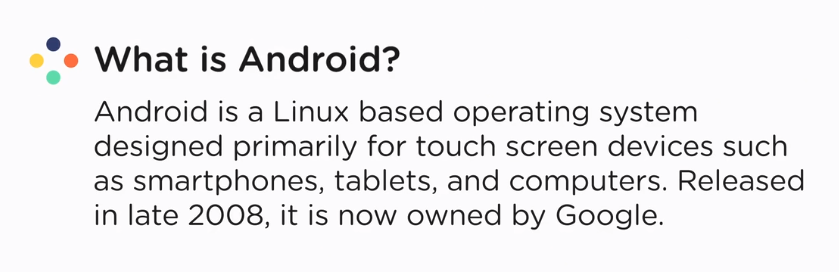 What is Android?
Android is a Linux based operating system
designed primarily for touch screen devices such
as smartphones, tablets, and computers. Released
in late 2008, it is now owned by Google.